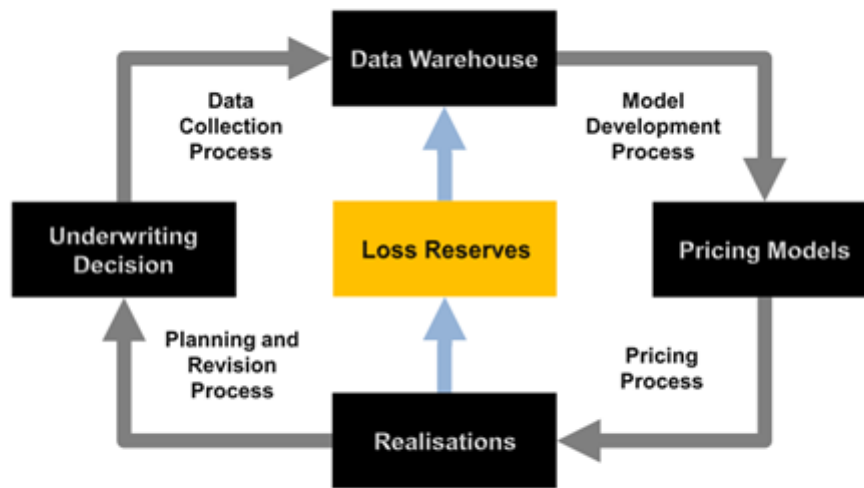 Data Warehouse
Data
Collection
Process
Model
Development
Process
Underwriting
Decision
Loss Reserves
Pricing Models
Planning and
Revision
Process
Pricing
Process
Realisations